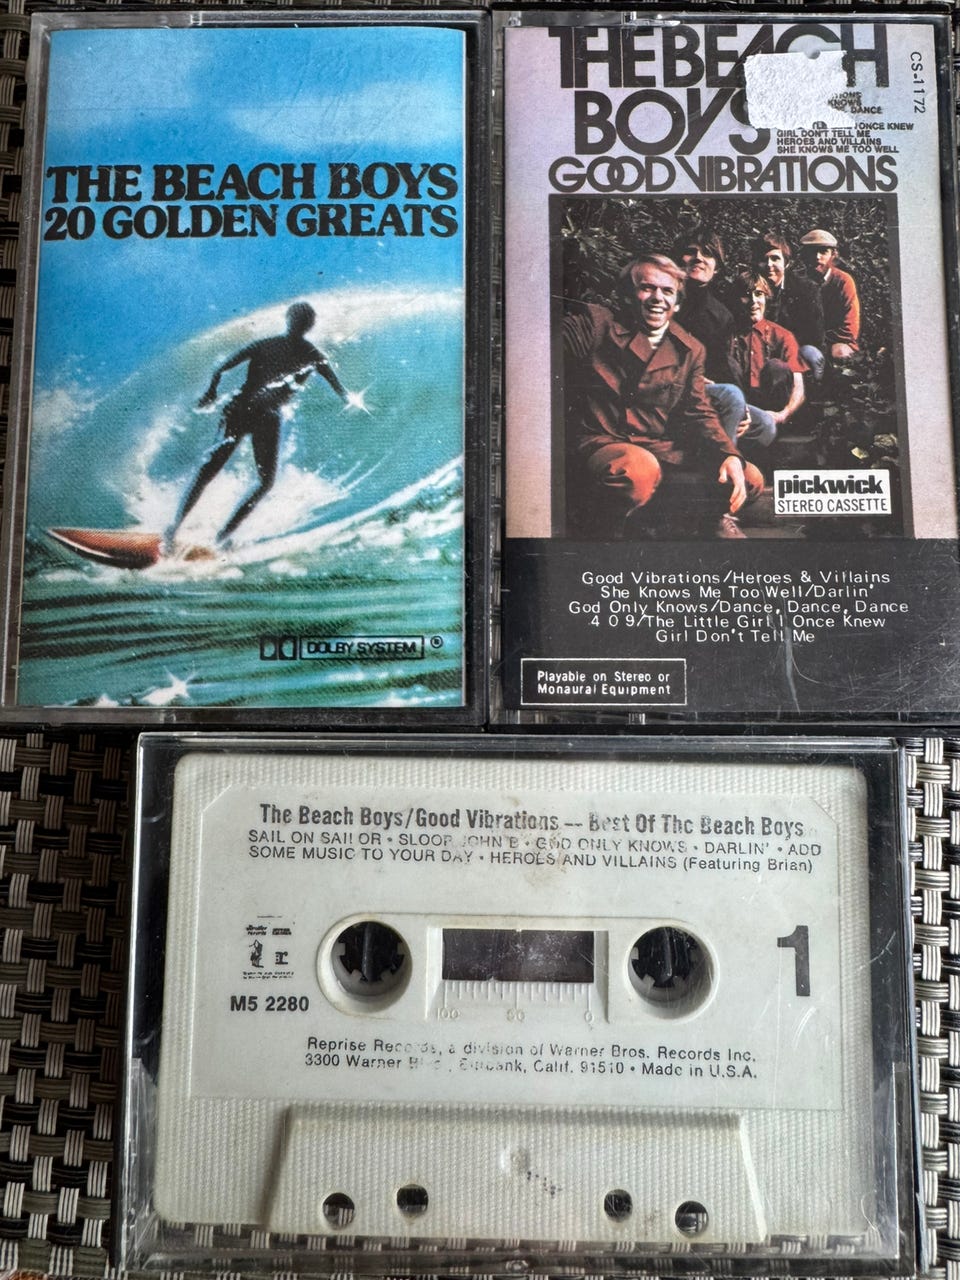 THE BEACH BOYS
20 GOLDEN GREATS
DOLBY SYSTEM ®
THE BEACH
BOYS
GOOD VIBRATIONS
CS-1172
KNOWS
DANCE
ONCE KNEW
GIRL DON'T TELL ME
HEROES AND VILLAINS
SHE KNOWS ME TOO WELL
pickwick
STEREO CASSETTE
Good Vibrations/Heroes & Villains
She Knows Me Too Well/Darlin'
God Only Knows/Dance, Dance, Dance
4 0 9/The Little Girl I Once Knew
Girl Don't Tell Me
Playable on Stereo or
Monaural Equipment
The Beach Boys/Good Vibrations -- Best Of The Beach Boys
SAIL ON SAILOR • SLOOP JOHN B • GOD ONLY KNOWS • DARLIN' • ADD
SOME MUSIC TO YOUR DAY • HEROES AND VILLAINS (Featuring Brian)
r
M5 2280
1
100 50 0
Reprise Records, a division of Warner Bros. Records Inc.
3300 Warner Burbank, Calif. 91510 • Made in U.S.A.